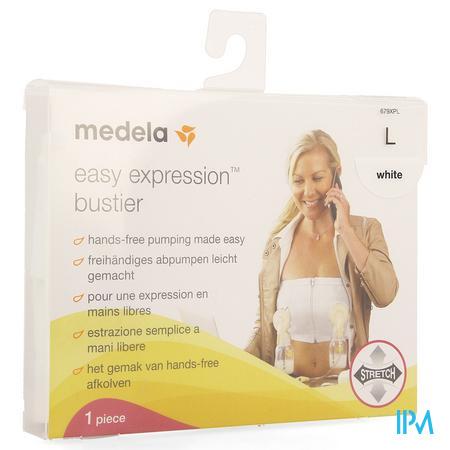 679XPL
L
white
medela
easy expression™
bustier
hands-free pumping made easy
freihändiges abpumpen leicht
gemacht
pour une expression en
mains libres
estrazione semplice a
mani libere
het gemak van hands-free
afkolven
STRETCH
1 piece
IPM